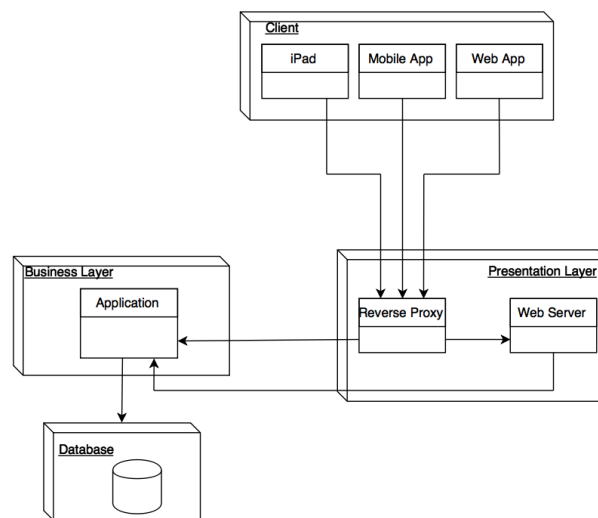 Client
iPad
Mobile App
Web App
Business Layer
Presentation Layer
Application
Reverse Proxy
Web Server
Database